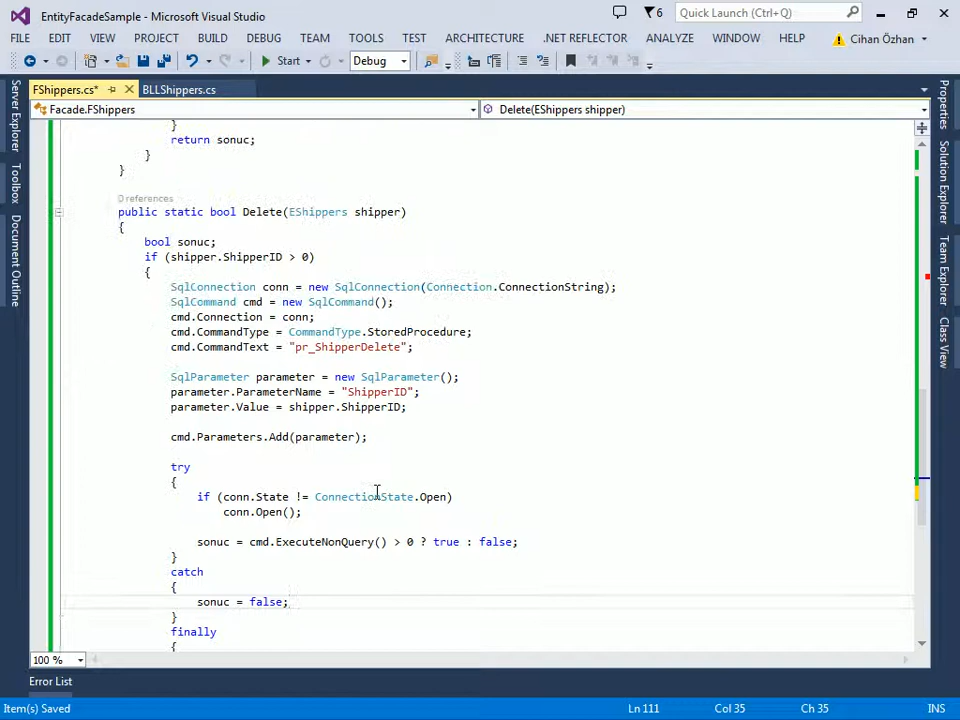 EntityFacadeSample - Microsoft Visual Studio
6
Quick Launch (Ctrl+Q)
FILE EDIT VIEW PROJECT BUILD DEBUG TEAM TOOLS TEST ARCHITECTURE .NET REFLECTOR ANALYZE WINDOW HELP Cihan Özhan
Start Debug
FShippers.cs* BLLShippers.cs
Facade.FShippers Delete(EShippers shipper)
Server Explorer
Toolbox
Document Outline
}
return sonuc;
}
}
0 references
public static bool Delete(EShippers shipper)
{
bool sonuc;
if (shipper.ShipperID > 0)
{
SqlConnection conn = new SqlConnection(Connection.ConnectionString);
SqlCommand cmd = new SqlCommand();
cmd.Connection = conn;
cmd.CommandType = CommandType.StoredProcedure;
cmd.CommandText = "pr_ShipperDelete";
SqlParameter parameter = new SqlParameter();
parameter.ParameterName = "ShipperID";
parameter.Value = shipper.ShipperID;
cmd.Parameters.Add(parameter);
try
{
if (conn.State != ConnectionState.Open)
conn.Open();
sonuc = cmd.ExecuteNonQuery() > 0 ? true : false;
}
catch
{
sonuc = false;
}
finally
{
Properties
Solution Explorer
Team Explorer
Class View
100 %
Error List
Item(s) Saved Ln 111 Col 35 Ch 35 INS